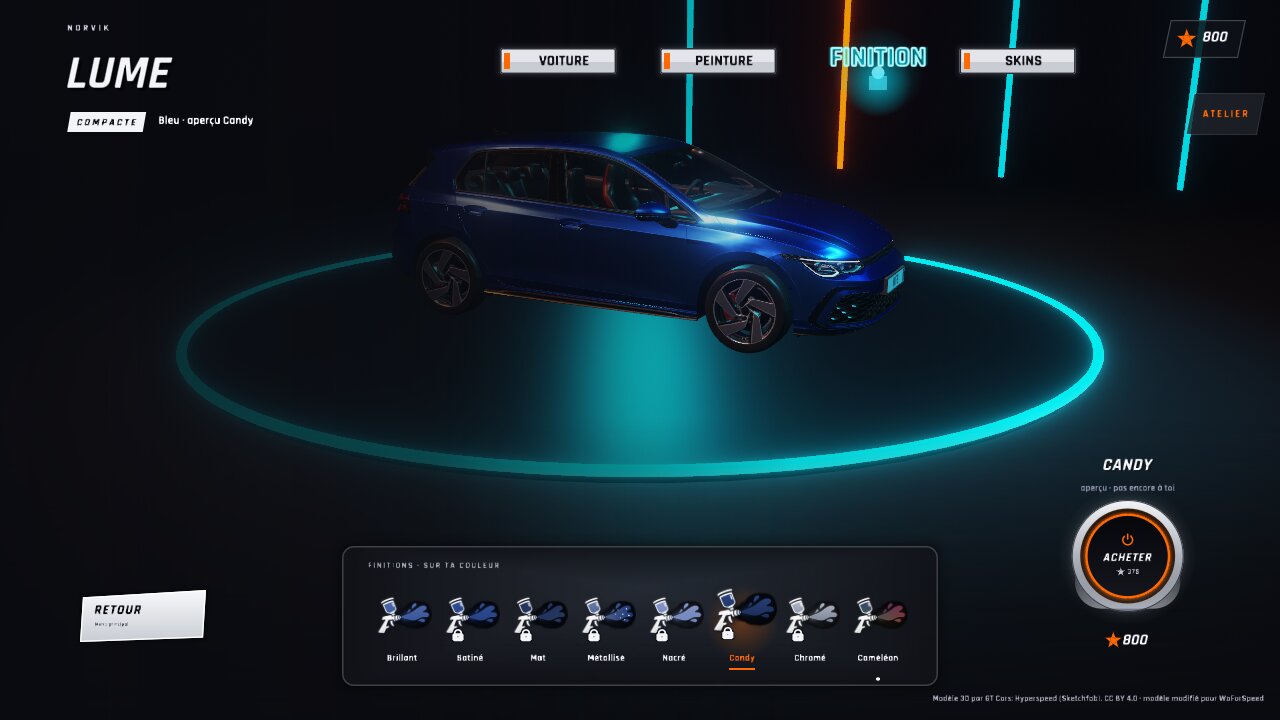 NORVIK
LUME
COMPACTE
Bleu · aperçu Candy
VOITURE
PEINTURE
FINITION
SKINS
800
ATELIER
CANDY
aperçu · pas encore à toi
ACHETER
375
800
FINITIONS · SUR TA COULEUR
Brillant
Satiné
Mat
Métallisé
Nacré
Candy
Chromé
Caméléon
RETOUR
Menu principal
Modèle 3D par GT Cars: Hyperspeed (Sketchfab), CC BY 4.0 · modèle modifié pour WoForSpeed